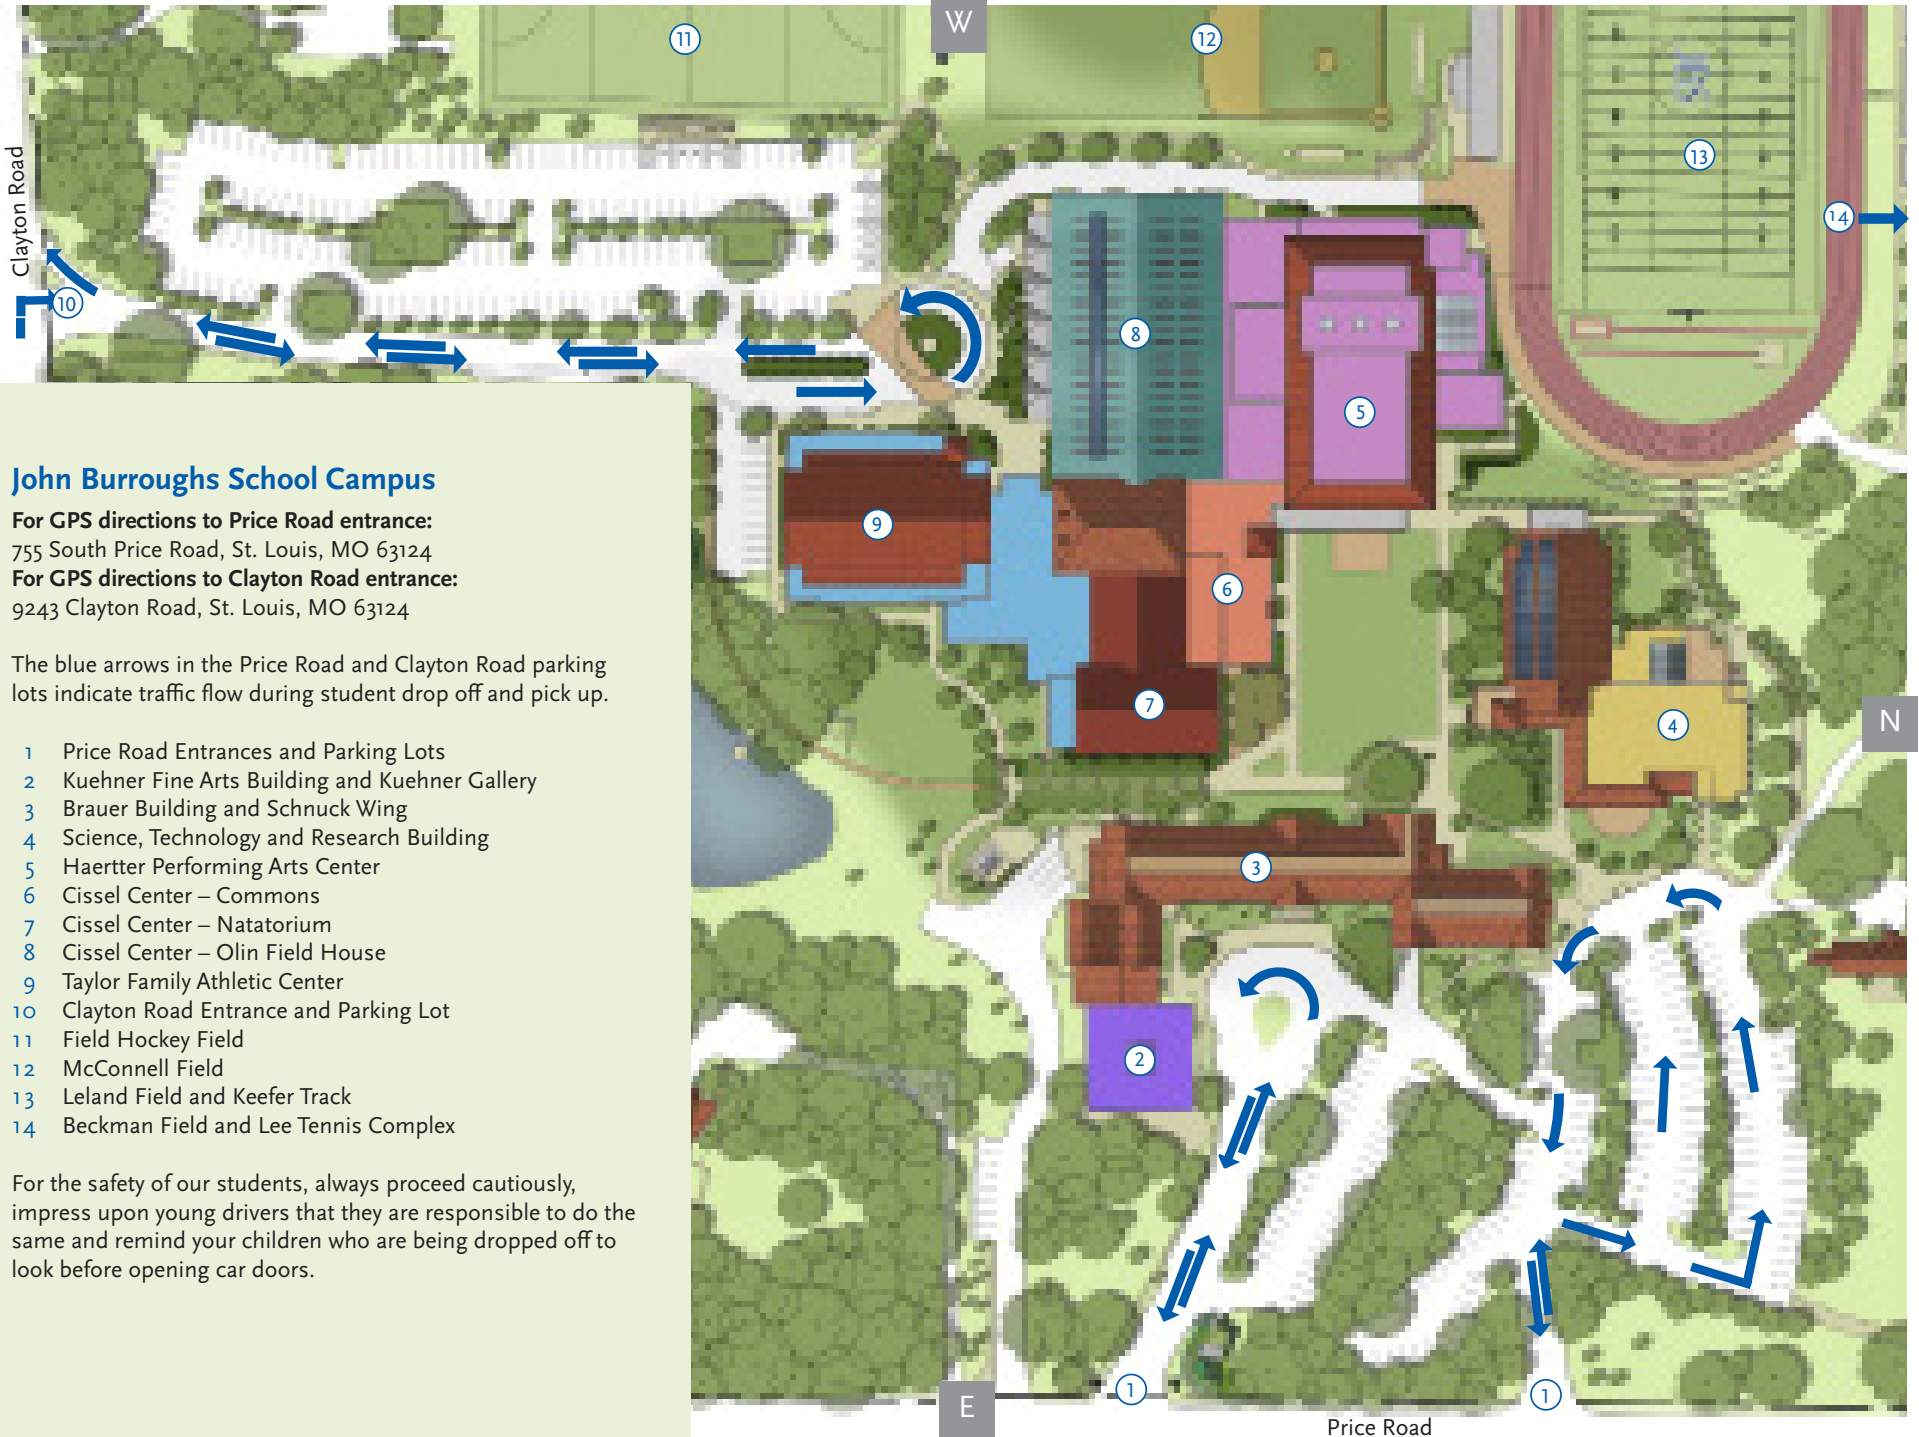 W
11
12
13
14
Clayton Road
10
8
5
9
6
7
4
N
3
2
1
1
E
Price Road
John Burroughs School Campus
For GPS directions to Price Road entrance:
755 South Price Road, St. Louis, MO 63124
For GPS directions to Clayton Road entrance:
9243 Clayton Road, St. Louis, MO 63124
The blue arrows in the Price Road and Clayton Road parking
lots indicate traffic flow during student drop off and pick up.
1 Price Road Entrances and Parking Lots
2 Kuehner Fine Arts Building and Kuehner Gallery
3 Brauer Building and Schnuck Wing
4 Science, Technology and Research Building
5 Haertter Performing Arts Center
6 Cissel Center – Commons
7 Cissel Center – Natatorium
8 Cissel Center – Olin Field House
9 Taylor Family Athletic Center
10 Clayton Road Entrance and Parking Lot
11 Field Hockey Field
12 McConnell Field
13 Leland Field and Keefer Track
14 Beckman Field and Lee Tennis Complex
For the safety of our students, always proceed cautiously,
impress upon young drivers that they are responsible to do the
same and remind your children who are being dropped off to
look before opening car doors.